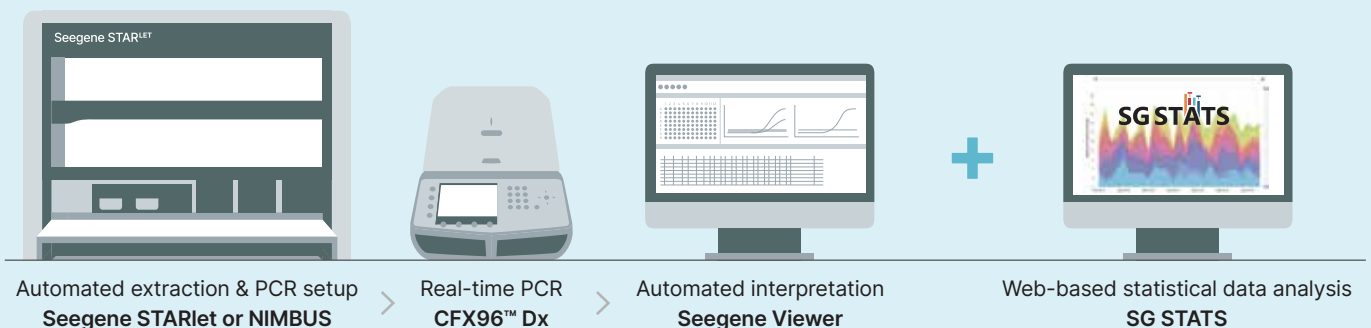 Seegene STARLET
SG STATS
Automated extraction & PCR setup
Seegene STARlet or NIMBUS
Real-time PCR
CFX96™ Dx
Automated interpretation
Seegene Viewer
Web-based statistical data analysis
SG STATS